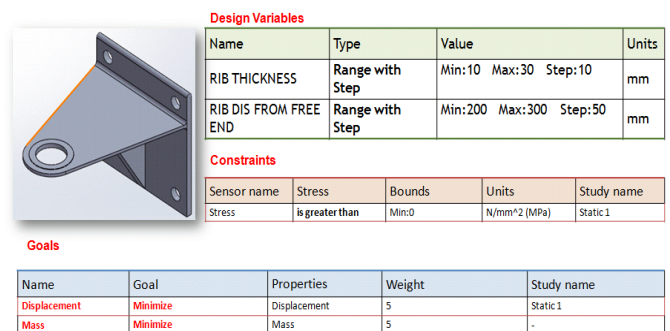 Design Variables
Name Type Value Units
RIB THICKNESS Range with Step Min:10 Max:30 Step:10 mm
RIB DIS FROM FREE END Range with Step Min:200 Max:300 Step:50 mm
Constraints
Sensor name Stress Bounds Units Study name
Stress is greater than Min:0 N/mm^2 (MPa) Static 1
Goals
Name Goal Properties Weight Study name
Displacement Minimize Displacement 5 Static 1
Mass Minimize Mass 5 -